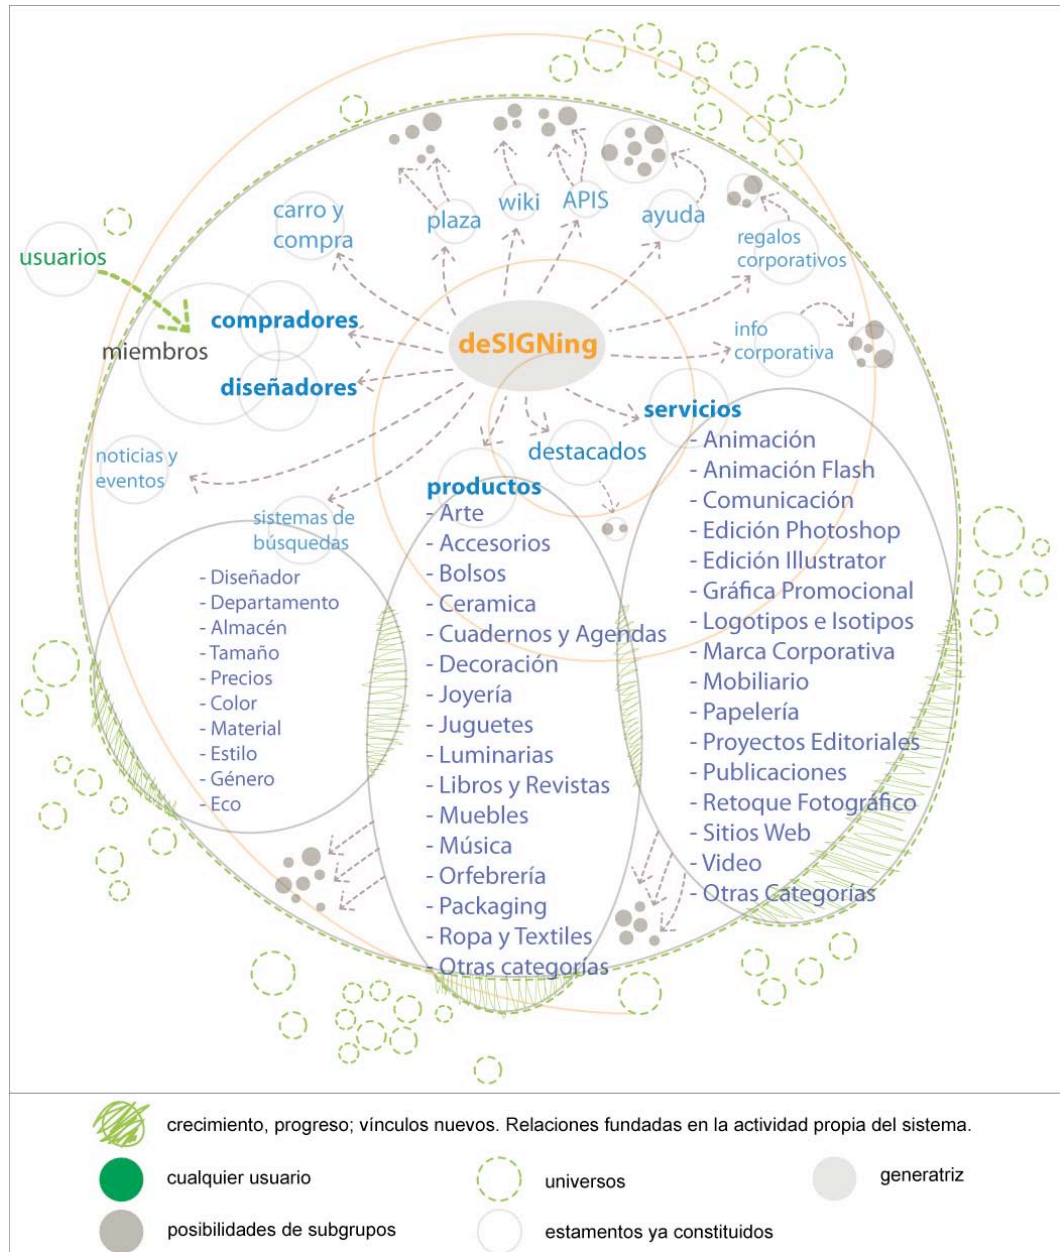 carro y
compra
plaza
wiki
APIS
ayuda
regalos
corporativos
usuarios
miembros
compradores
diseñadores
deSIGNing
info
corporativa
noticias y
eventos
sistemas de
búsquedas
- Diseñador
- Departamento
- Almacén
- Tamaño
- Precios
- Color
- Material
- Estilo
- Género
- Eco
destacados
productos
- Arte
- Accesorios
- Bolsos
- Ceramica
- Cuadernos y Agendas
- Decoración
- Joyería
- Juguetes
- Luminarias
- Libros y Revistas
- Muebles
- Música
- Orfebrería
- Packaging
- Ropa y Textiles
- Otras categorías
servicios
- Animación
- Animación Flash
- Comunicación
- Edición Photoshop
- Edición Illustrator
- Gráfica Promocional
- Logotipos e Isotipos
- Marca Corporativa
- Mobiliario
- Papelería
- Proyectos Editoriales
- Publicaciones
- Retoque Fotográfico
- Sitios Web
- Video
- Otras Categorías
crecimiento, progreso; vínculos nuevos. Relaciones fundadas en la actividad propia del sistema.
cualquier usuario
universos
generatriz
posibilidades de subgrupos
estamentos ya constituidos